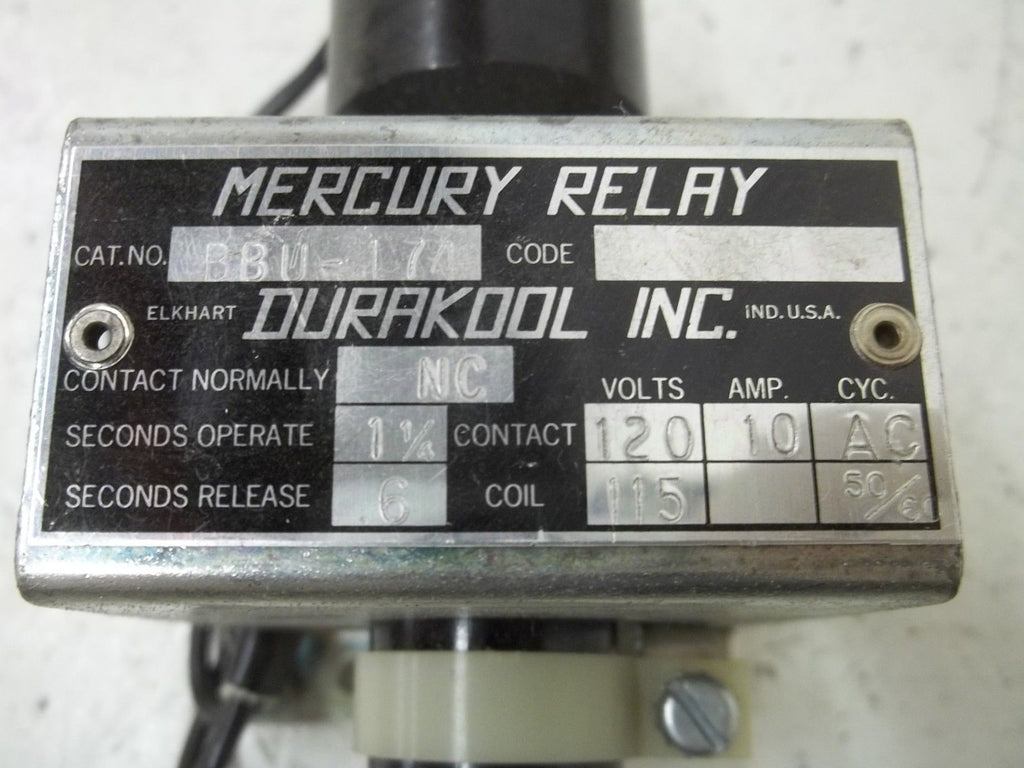 MERCURY RELAY
CAT. NO. BBU-174 CODE
ELKHART DURAKOOL INC. IND. U.S.A.
CONTACT NORMALLY NC
VOLTS AMP. CYC.
SECONDS OPERATE 1¼ CONTACT 120 10 AC
SECONDS RELEASE 6 COIL 115 50/6